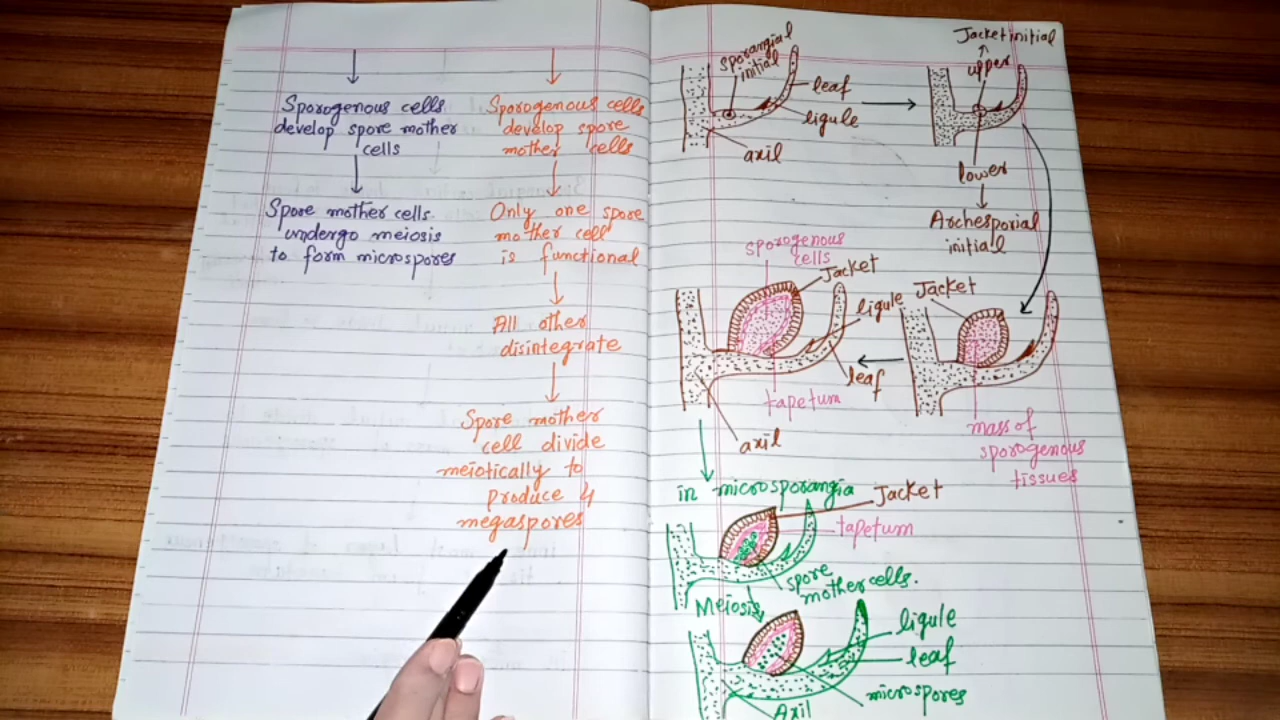 Sporogenous cells
develop spore mother
cells
Spore mother cells
undergo meiosis
to form microspores
Sporogenous cells
develop spore
mother cells
Only one spore
mother cell
is functional
All other
disintegrate
Spore mother
cell divide
meiotically to
produce 4
megaspores
sporangial
initial
leaf
ligule
axil
Jacket initial
upper
lower
Archesporial
initial
sporogenous
cells
Jacket
ligule
leaf
tapetum
axil
Jacket
mass of
sporogenous
tissues
in microsporangia
Jacket
tapetum
spore
mother cells.
Meiosis
ligule
leaf
microspores
Axil